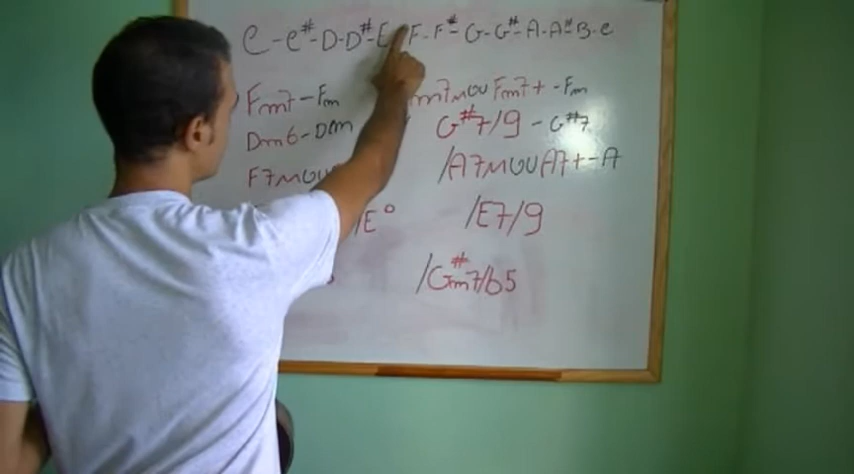 C - C# - D - D# - E F - F# - G - G# - A - A# - B - C
Fm7 - Fm m7M OU Fm7+ - Fm
Dm6 - Dm G#7/9 - G#7
F7M OU /A7M OU A7+ - A
/E° /E7/9
/G#m7/b5